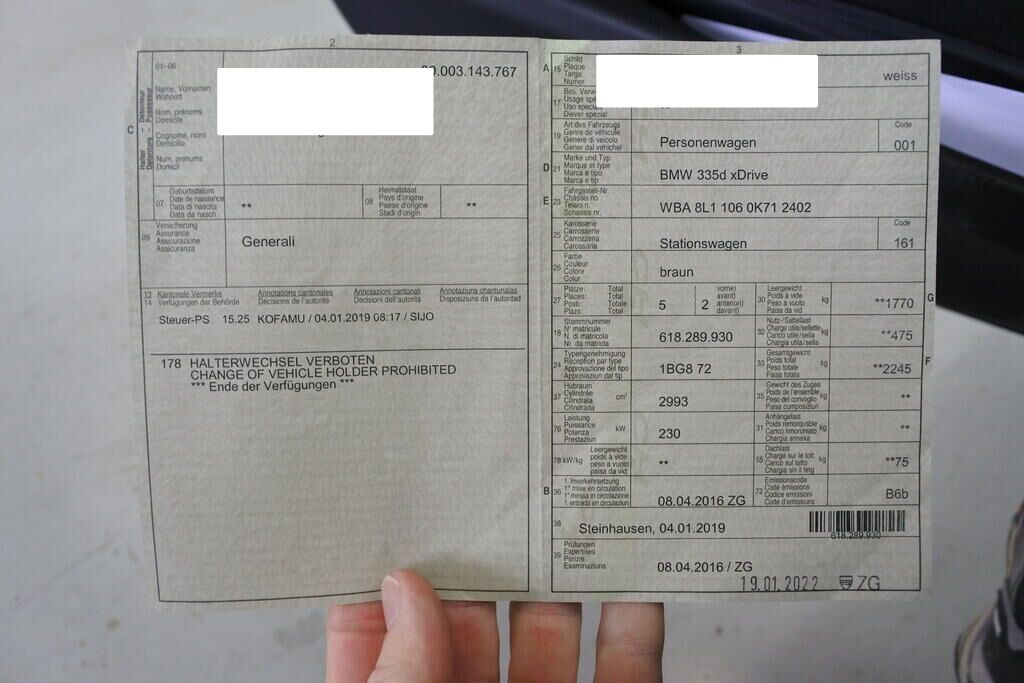 2
01–06
Name, Vornamen
Wohnort
Nom, prénoms
Domicile
Cognome, nomi
Domicilio
Num, prenums
Domicil
C
Halter - Détenteur
Detentore - Possessur
.003.143.767
07
Geburtsdatum
Date de naissance
Data di nascita
Data da nasch.
**
08
Heimatstaat
Pays d'origine
Paese d'origine
Stadi d'origin
**
09
Versicherung
Assurance
Assicurazione
Assicuranza
Generali
13 Kantonale Vermerke Annotations cantonales Annotazioni cantonali Annotaziuns chantunalas
14 Verfügungen der Behörde Décisions de l'autorité Decisioni dell'autorità Disposiziuns da l'autoritad
Steuer-PS 15.25 KOFAMU / 04.01.2019 08:17 / SIJO
178 HALTERWECHSEL VERBOTEN
CHANGE OF VEHICLE HOLDER PROHIBITED
*** Ende der Verfügungen ***
3
A 15
Schild
Plaque
Targa
Numer
weiss
17
Bes. Verw
Usage spé
Uso specia
Diever spezial
19
Art des Fahrzeugs
Genre de véhicule
Genere di veicolo
Gener dal vehichel
Personenwagen
Code
001
D 21
Marke und Typ
Marque et type
Marca e tipo
Marca e tip
BMW 335d xDrive
E 23
Fahrgestell-Nr.
Châssis no
Telaio n.
Schassis nr.
WBA 8L1 106 0K71 2402
25
Karosserie
Carrosserie
Carrozzeria
Carossaria
Stationswagen
Code
161
26
Farbe
Couleur
Colore
Colur
braun
27
Plätze: Total
Places: Total
Posti: Totale
Plazs: Total
5
2
vorne)
avant)
anteriori)
davant)
30
Leergewicht
Poids à vide
Peso a vuoto
Paisa da vid
kg
**1770
G
18
Stammnummer
N° matricule
N. di matricola
Nr. da matricla
618.289.930
32
Nutz-/Sattellast
Charge utile/sellette
Carico utile/sella
Chargia utila/sella
kg
**475
24
Typengenehmigung
Réception par type
Approvazione del tipo
Approvaziun dal tip
1BG8 72
33
Gesamtgewicht
Poids total
Peso totale
Paisa totala
kg
**2245
F
37
Hubraum
Cylindrée
Cilindrata
Cilindrada
cm³
2993
35
Gewicht des Zuges
Poids de l'ensemble
Peso del convoglio
Paisa cumposiziun
kg
**
76
Leistung
Puissance
Potenza
Prestaziun
kW
230
31
Anhängelast
Poids remorquable
Carico rimorchiato
Chargia annexa
kg
**
78 kW/kg
Leergewicht
poids à vide
peso a vuoto
paisa da vid
**
55
Dachlast
Charge sur le toit
Carico sul tetto
Chargia sin il tetg
kg
**75
B 36
1. Inverkehrsetzung
1re mise en circulation
1a messa in circolazione
1. entrada en circulaziun
08.04.2016 ZG
72
Emissionscode
Code émissions
Codice emissioni
Code d'emissiuns
B6b
38
Steinhausen, 04.01.2019
618.289.930
39
Prüfungen
Expertises
Perizie
Examinaziuns
08.04.2016 / ZG
19.01.2022 ZG